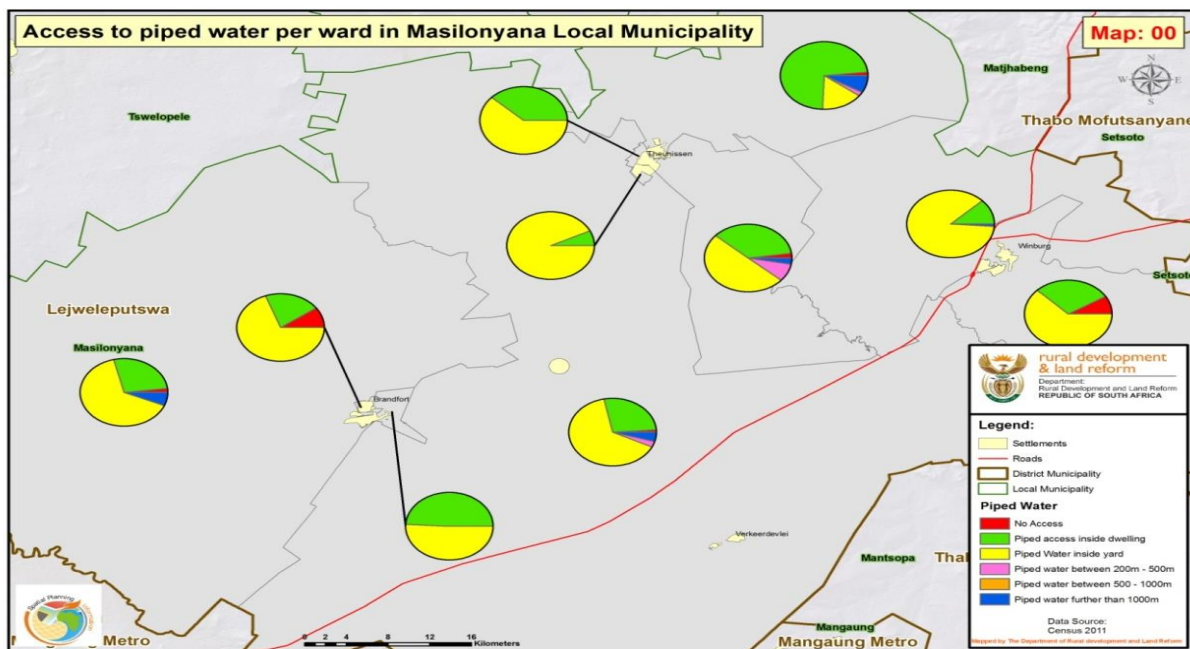 Access to piped water per ward in Masilonyana Local Municipality
Map: 00
Matjhabeng
N
W E
S
Tswelopele
Thabo Mofutsanyane
Setsoto
Theunissen
Winburg
Setsoto
Lejweleputswa
Masilonyana
Brandfort
Verkeerdevlei
Mantsopa
Mangaung
Mangaung Metro
0 2 4 8 12 16
Kilometers
Spatial Planning
rural development
& land reform
Department:
Rural Development and Land Reform
REPUBLIC OF SOUTH AFRICA
Legend:
Settlements
Roads
District Municipality
Local Municipality
Piped Water
No Access
Piped access inside dwelling
Piped Water inside yard
Piped water between 200m - 500m
Piped water between 500 - 1000m
Piped water further than 1000m
Data Source:
Census 2011
Mapped by The Department of Rural development and Land Reform